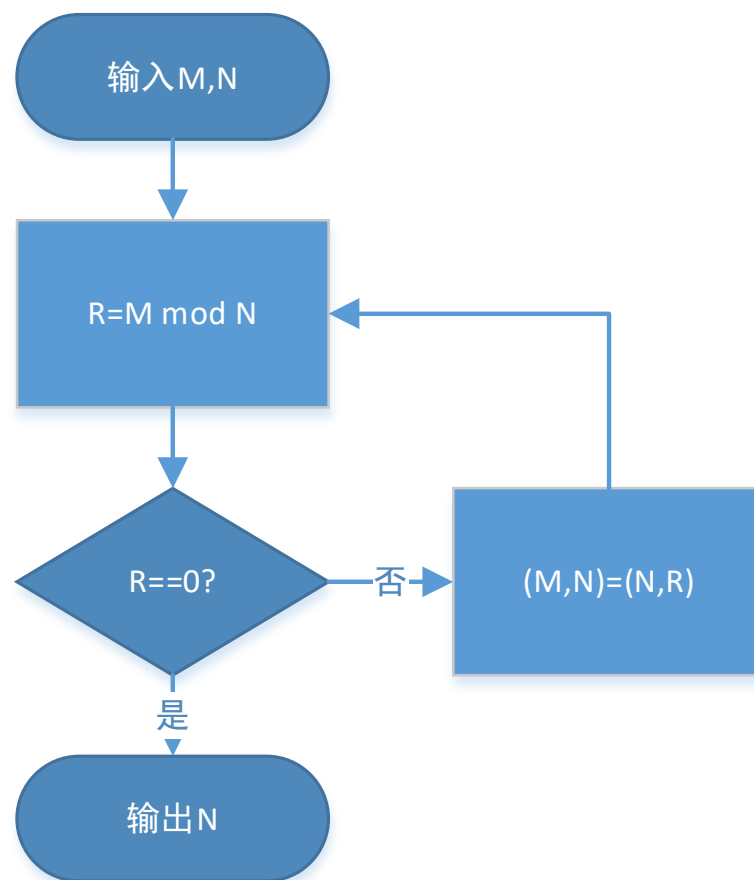 输入M,N
R=M mod N
R==0?
否
(M,N)=(N,R)
是
输出N